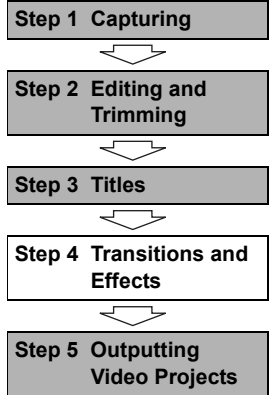 Step 1 Capturing
Step 2 Editing and
Trimming
Step 3 Titles
Step 4 Transitions and
Effects
Step 5 Outputting
Video Projects